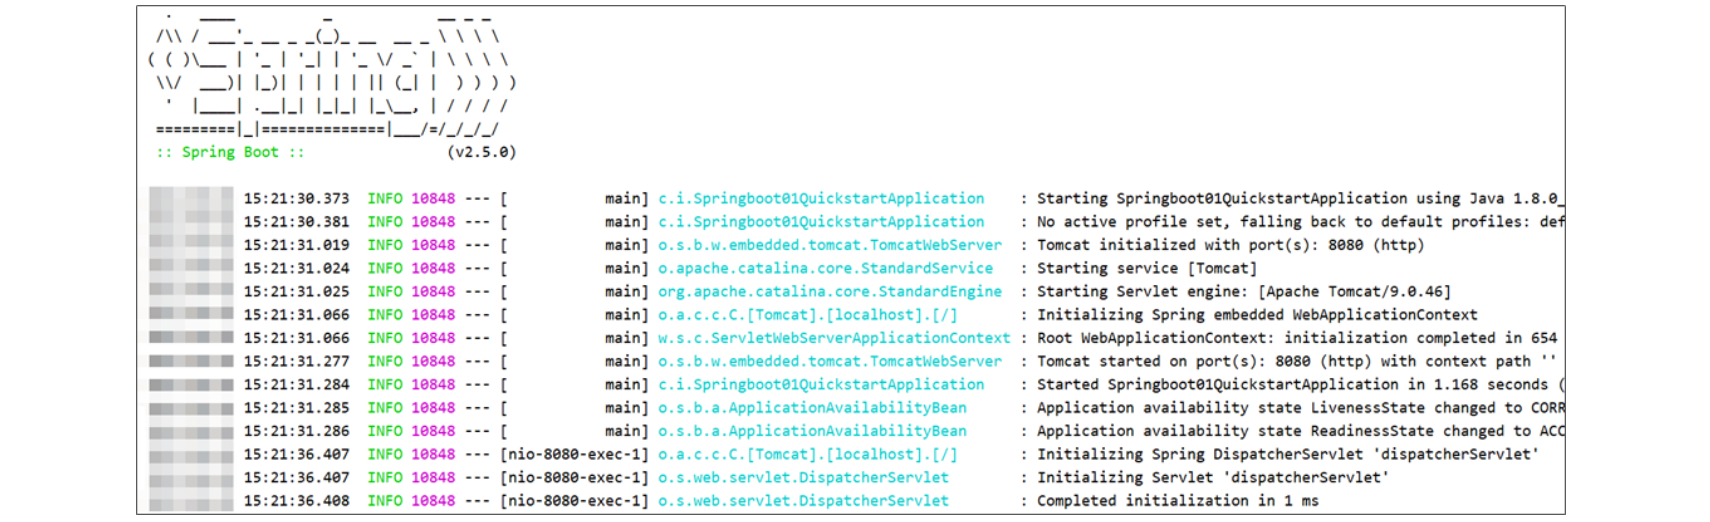 .   ____          _            __ _ _
 /\\ / ___'_ __ _ _(_)_ __  __ _ \ \ \ \
( ( )\___ | '_ | '_| | '_ \/ _` | \ \ \ \
 \\/  ___)| |_)| | | | | || (_| |  ) ) ) )
  '  |____| .__|_| |_|_| |_\__, | / / / /
 =========|_|==============|___/=/_/_/_/
 :: Spring Boot ::                (v2.5.0)
15:21:30.373  INFO 10848 --- [           main] c.i.Springboot01QuickstartApplication    : Starting Springboot01QuickstartApplication using Java 1.8.0_
15:21:30.381  INFO 10848 --- [           main] c.i.Springboot01QuickstartApplication    : No active profile set, falling back to default profiles: def
15:21:31.019  INFO 10848 --- [           main] o.s.b.w.embedded.tomcat.TomcatWebServer  : Tomcat initialized with port(s): 8080 (http)
15:21:31.024  INFO 10848 --- [           main] o.apache.catalina.core.StandardService   : Starting service [Tomcat]
15:21:31.025  INFO 10848 --- [           main] org.apache.catalina.core.StandardEngine  : Starting Servlet engine: [Apache Tomcat/9.0.46]
15:21:31.066  INFO 10848 --- [           main] o.a.c.c.C.[Tomcat].[localhost].[/]       : Initializing Spring embedded WebApplicationContext
15:21:31.066  INFO 10848 --- [           main] w.s.c.ServletWebServerApplicationContext : Root WebApplicationContext: initialization completed in 654
15:21:31.277  INFO 10848 --- [           main] o.s.b.w.embedded.tomcat.TomcatWebServer  : Tomcat started on port(s): 8080 (http) with context path ''
15:21:31.284  INFO 10848 --- [           main] c.i.Springboot01QuickstartApplication    : Started Springboot01QuickstartApplication in 1.168 seconds (
15:21:31.285  INFO 10848 --- [           main] o.s.b.a.ApplicationAvailabilityBean      : Application availability state LivenessState changed to CORR
15:21:31.286  INFO 10848 --- [           main] o.s.b.a.ApplicationAvailabilityBean      : Application availability state ReadinessState changed to ACC
15:21:36.407  INFO 10848 --- [nio-8080-exec-1] o.a.c.c.C.[Tomcat].[localhost].[/]       : Initializing Spring DispatcherServlet 'dispatcherServlet'
15:21:36.407  INFO 10848 --- [nio-8080-exec-1] o.s.web.servlet.DispatcherServlet        : Initializing Servlet 'dispatcherServlet'
15:21:36.408  INFO 10848 --- [nio-8080-exec-1] o.s.web.servlet.DispatcherServlet        : Completed initialization in 1 ms